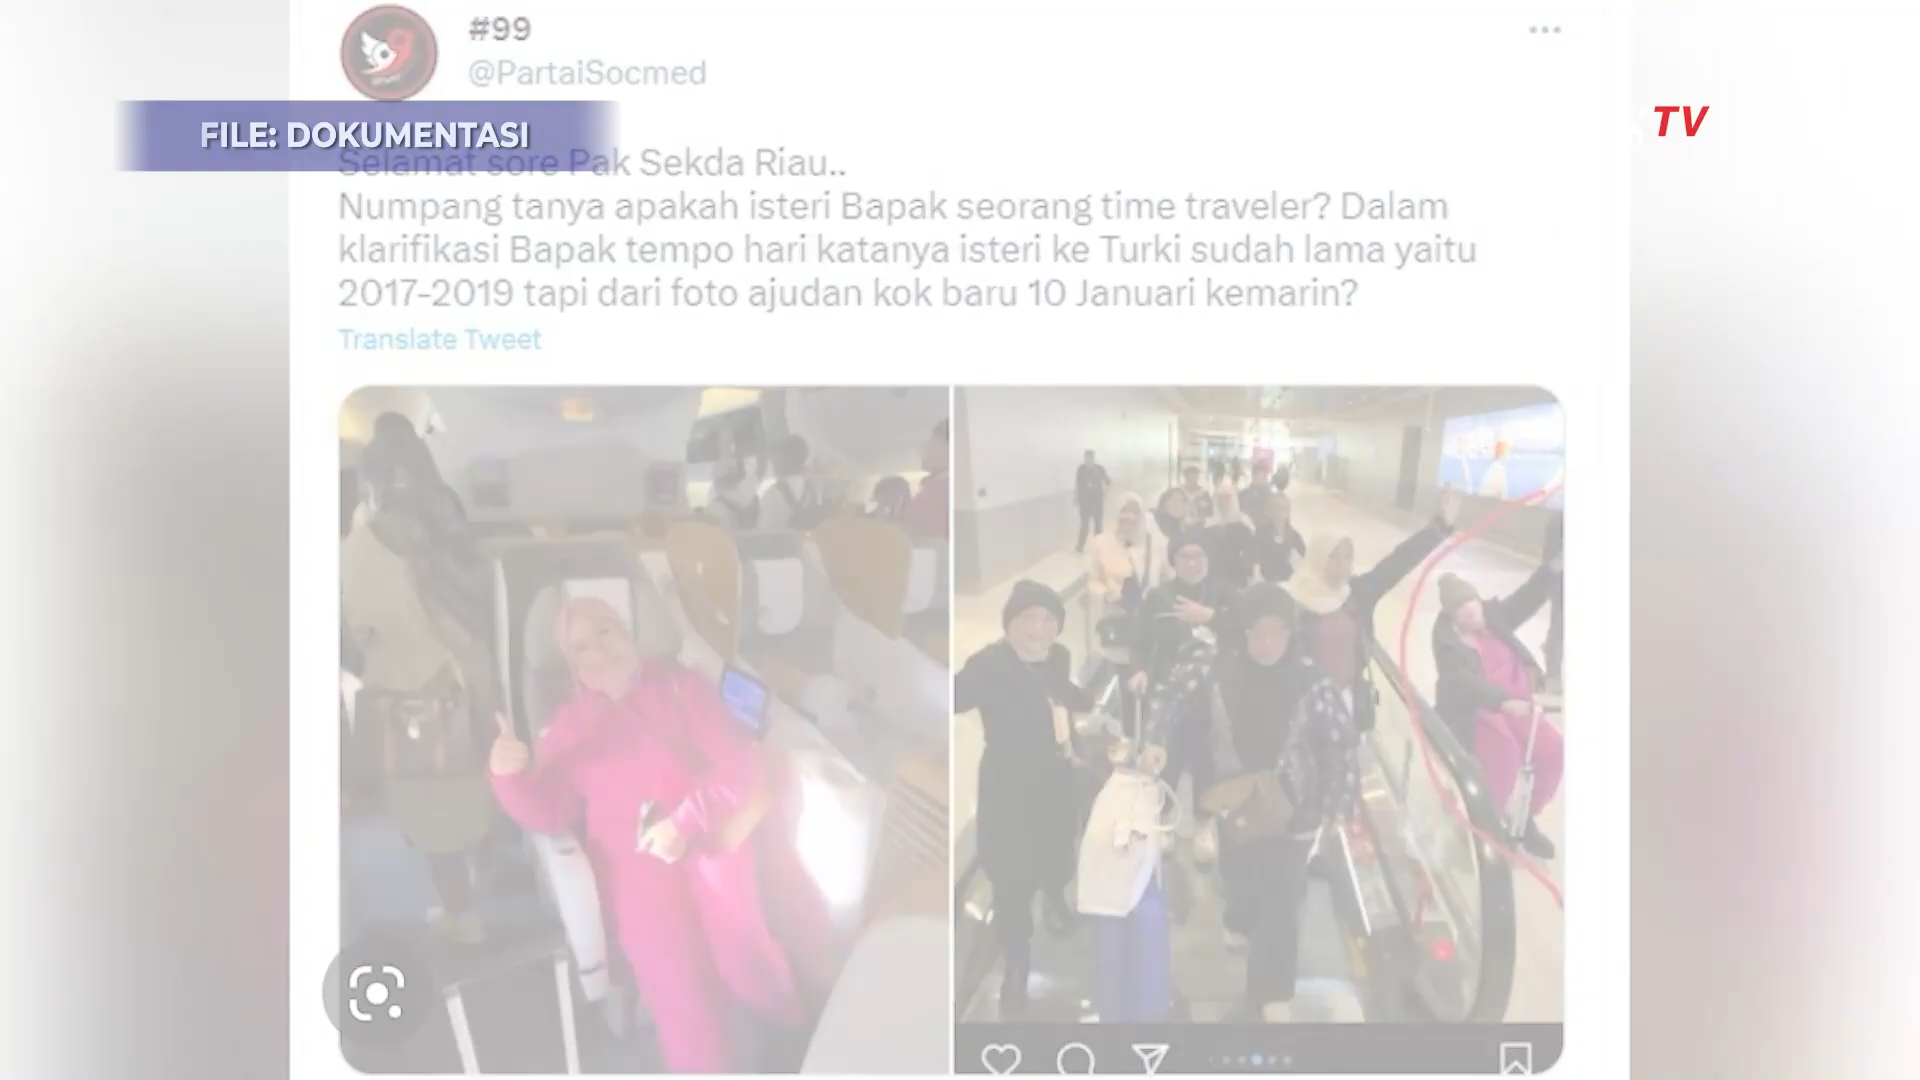 #99
@PartaiSocmed
FILE: DOKUMENTASI
TV
Selamat sore Pak Sekda Riau..
Numpang tanya apakah isteri Bapak seorang time traveler? Dalam
klarifikasi Bapak tempo hari katanya isteri ke Turki sudah lama yaitu
2017-2019 tapi dari foto ajudan kok baru 10 Januari kemarin?
Translate Tweet